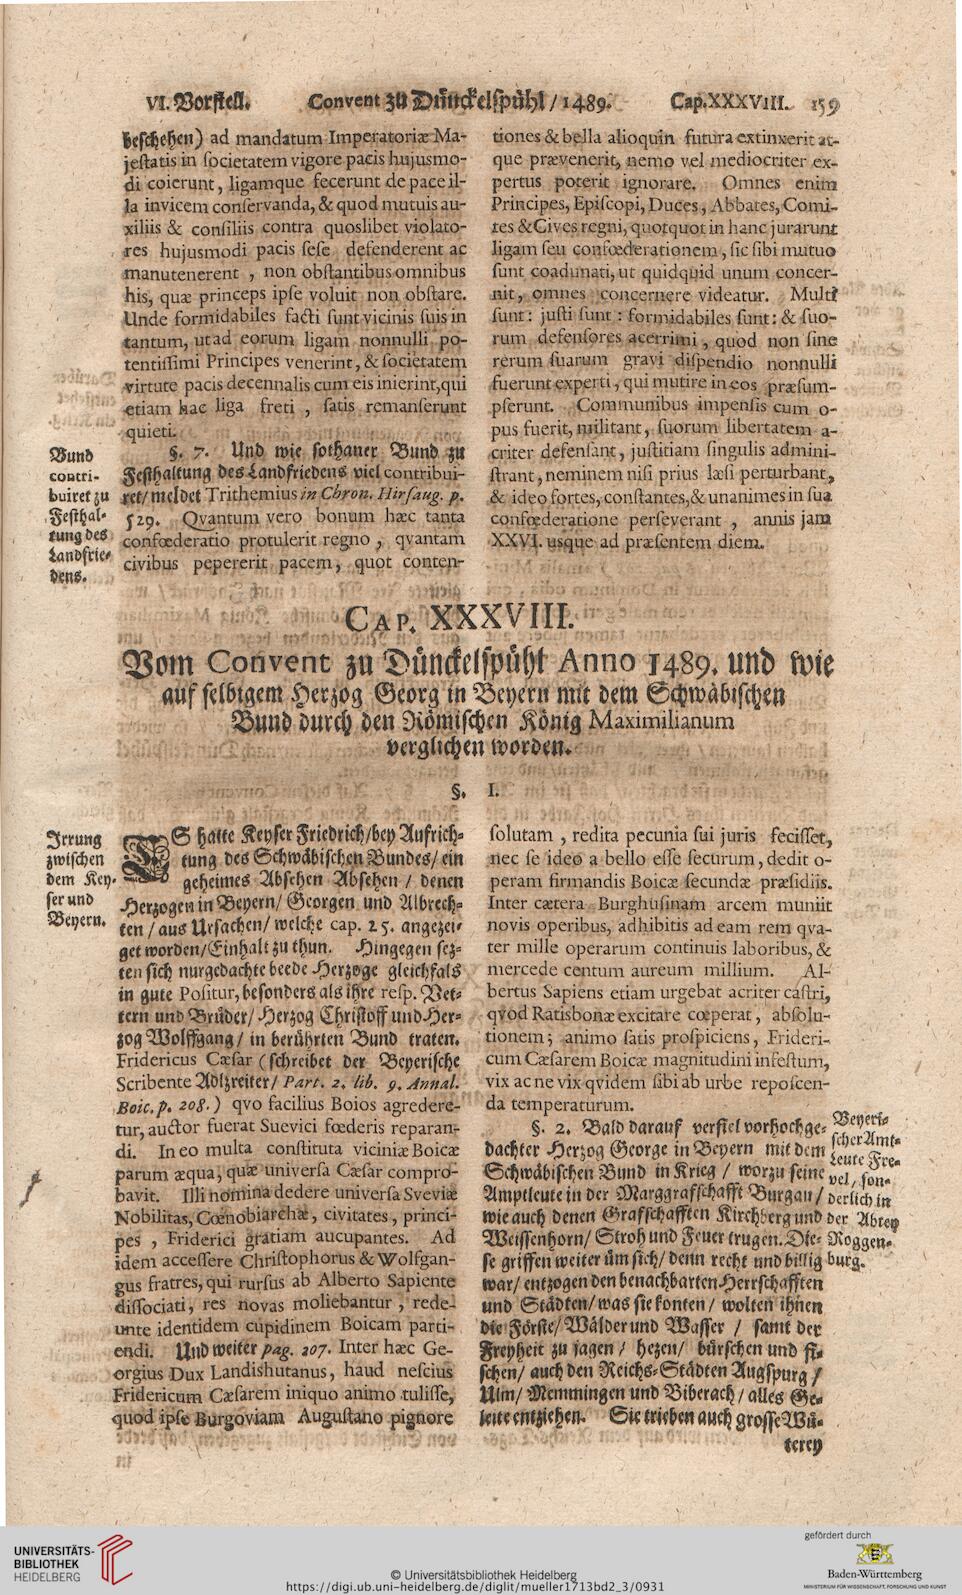 VI. Vorstell. Convent zu Dünckelspühl / 1489. Cap. XXXVIII. 159
beschehen) ad mandatum Imperatoriæ Ma-
jestatis in societatem vigore pacis hujusmo-
di coierunt, ligamque fecerunt de pace il-
la invicem conservanda, & quod mutuis au-
xiliis & consiliis contra quoslibet violato-
res hujusmodi pacis sese defenderent ac
manutenerent, non obstantibus omnibus
his, quæ princeps ipse voluit non obstare.
Unde formidabiles facti sunt vicinis suis in
tantum, ut ad eorum ligam nonnulli po-
tentissimi Principes venerint, & societatem
virtute pacis decennalis cum eis inierint, qui
etiam hac liga freti, satis remanserunt
quieti.
Bund
contri-
buiret zu
Festhal-
tung des
Landfrie-
dens.
§. 7. Und wie sothaner Bund zu
Festhaltung des Landfriedens viel contribui-
ret/ meldet Trithemius in Chron. Hirsaug. p.
529. Qvantum vero bonum hæc tanta
confœderatio protulerit regno, qvantam
civibus pepererit pacem, quot conten-
tiones & bella alioquin futura extinxerit at-
que prævenerit, nemo vel mediocriter ex-
pertus poterit ignorare. Omnes enim
Principes, Episcopi, Duces, Abbates, Comi-
tes & Cives regni, quotquot in hanc jurarunt
ligam seu confœderationem, sic sibi mutuo
sunt coadunati, ut quidquid unum concer-
nit, omnes concernere videatur. Multi
sunt: justi sunt: formidabiles sunt: & suo-
rum defensores acerrimi, quod non sine
rerum suarum gravi dispendio nonnulli
fuerunt experti, qui mutire in eos præsum-
pserunt. Communibus impensis cum o-
pus fuerit, militant, suorum libertatem a-
criter defensant, justitiam singulis admini-
strant, neminem nisi prius læsi perturbant,
& ideo fortes, constantes, & unanimes in sua
confœderatione perseverant, annis jam
XXVI. usque ad præsentem diem.
CAP. XXXVIII.
Vom Convent zu Dünckelspühl Anno 1489. und wie
auf selbigem Herzog Georg in Beyern mit dem Schwäbischen
Bund durch den Römischen König Maximilianum
verglichen worden.
§. I.
Irrung
zwischen
dem Key-
ser und
Beyern.
ES hatte Keyser Friedrich/ bey Aufrich-
tung des Schwäbischen Bundes/ ein
geheimes Absehen Absehen / denen
Herzogen in Beyern/ Georgen und Albrech-
ten / aus Ursachen/ welche cap. 25. angezei-
get worden/ Einhalt zu thun. Hingegen sez-
ten sich nurgedachte beede Herzoge gleichfals
in gute Positur, besonders als ihre resp. Vet-
tern und Brüder/ Herzog Christoff und Her-
zog Wolffgang/ in berührten Bund traten.
Fridericus Cæsar (schreibet der Beyerische
Scribente Adlzreiter/ Part. 2. lib. 9. Annal.
Boic. p. 208.) qvo facilius Boios agredere-
tur, auctor fuerat Suevici fœderis reparan-
di. In eo multa constituta viciniæ Boicæ
parum æqua, quæ universa Cæsar compro-
bavit. Illi nomina dedere universa Sveviæ
Nobilitas, Cœnobiarchæ, civitates, princi-
pes, Friderici gratiam aucupantes. Ad
idem accessere Christophorus & Wolfgan-
gus fratres, qui rursus ab Alberto Sapiente
dissociati, res novas moliebantur, rede-
unte identidem cupidinem Boicam parti-
endi. Und weiter pag. 207. Inter hæc Ge-
orgius Dux Landishutanus, haud nescius
Fridericum Cæsarem iniquo animo tulisse,
quod ipse Burgoviam Augustano pignore
solutam, redita pecunia sui juris fecisset,
nec se ideo a bello esse securum, dedit o-
peram firmandis Boicæ secundæ præsidiis.
Inter cætera Burghusinam arcem muniit
novis operibus, adhibitis ad eam rem qva-
ter mille operarum continuis laboribus, &
mercede centum aureum millium. Al-
bertus Sapiens etiam urgebat acriter castri,
qvod Ratisbonæ excitare cœperat, absolu-
tionem; animo satis prospiciens, Frideri-
cum Cæsarem Boicæ magnitudini infestum,
vix ac ne vix qvidem sibi ab urbe reposcen-
da temperaturum.
§. 2. Bald darauf verfiel vorhochge-
dachter Herzog George in Beyern mit dem
Schwäbischen Bund in Krieg / worzu seine
Amptleute in der Marggrafschafft Burgau /
wie auch denen Grafschafften Kirchberg und
Weissenhorn/ Stroh und Feuer trugen. Die-
se griffen weiter üm sich/ denn recht und billig
war/ entzogen den benachbarten Herrschafften
und Städten/ was sie konten/ wolten ihnen
die Förste/ Wälder und Wasser / samt der
Freyheit zu jagen / hezen/ bürschen und fi-
schen/ auch den Reichs-Städten Augspurg /
Ulm/ Memmingen und Biberach/ alles Ge-
leite entziehen. Sie trieben auch grosse Wü-
terey
Beyeri-
scher Amt-
Leute Fre-
vel, son-
derlich in
der Abtey
Roggen-
burg.
UNIVERSITÄTS-
BIBLIOTHEK
HEIDELBERG
© Universitätsbibliothek Heidelberg
https://digi.ub.uni-heidelberg.de/diglit/mueller1713bd2_3/0931
gefördert durch
Baden-Württemberg
MINISTERIUM FÜR WISSENSCHAFT, FORSCHUNG UND KUNST